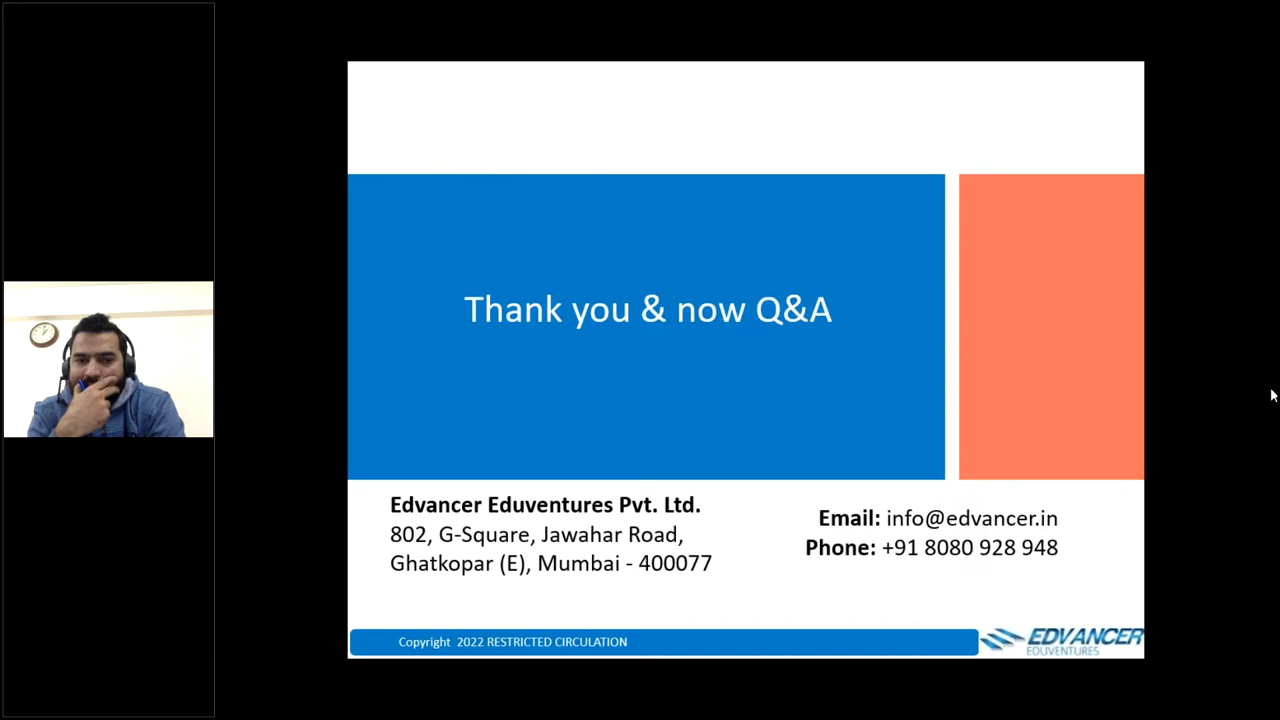 Thank you & now Q&A
Edvancer Eduventures Pvt. Ltd.
802, G-Square, Jawahar Road,
Ghatkopar (E), Mumbai - 400077
Email: info@edvancer.in
Phone: +91 8080 928 948
Copyright 2022 RESTRICTED CIRCULATION
EDVANCER
EDUVENTURES